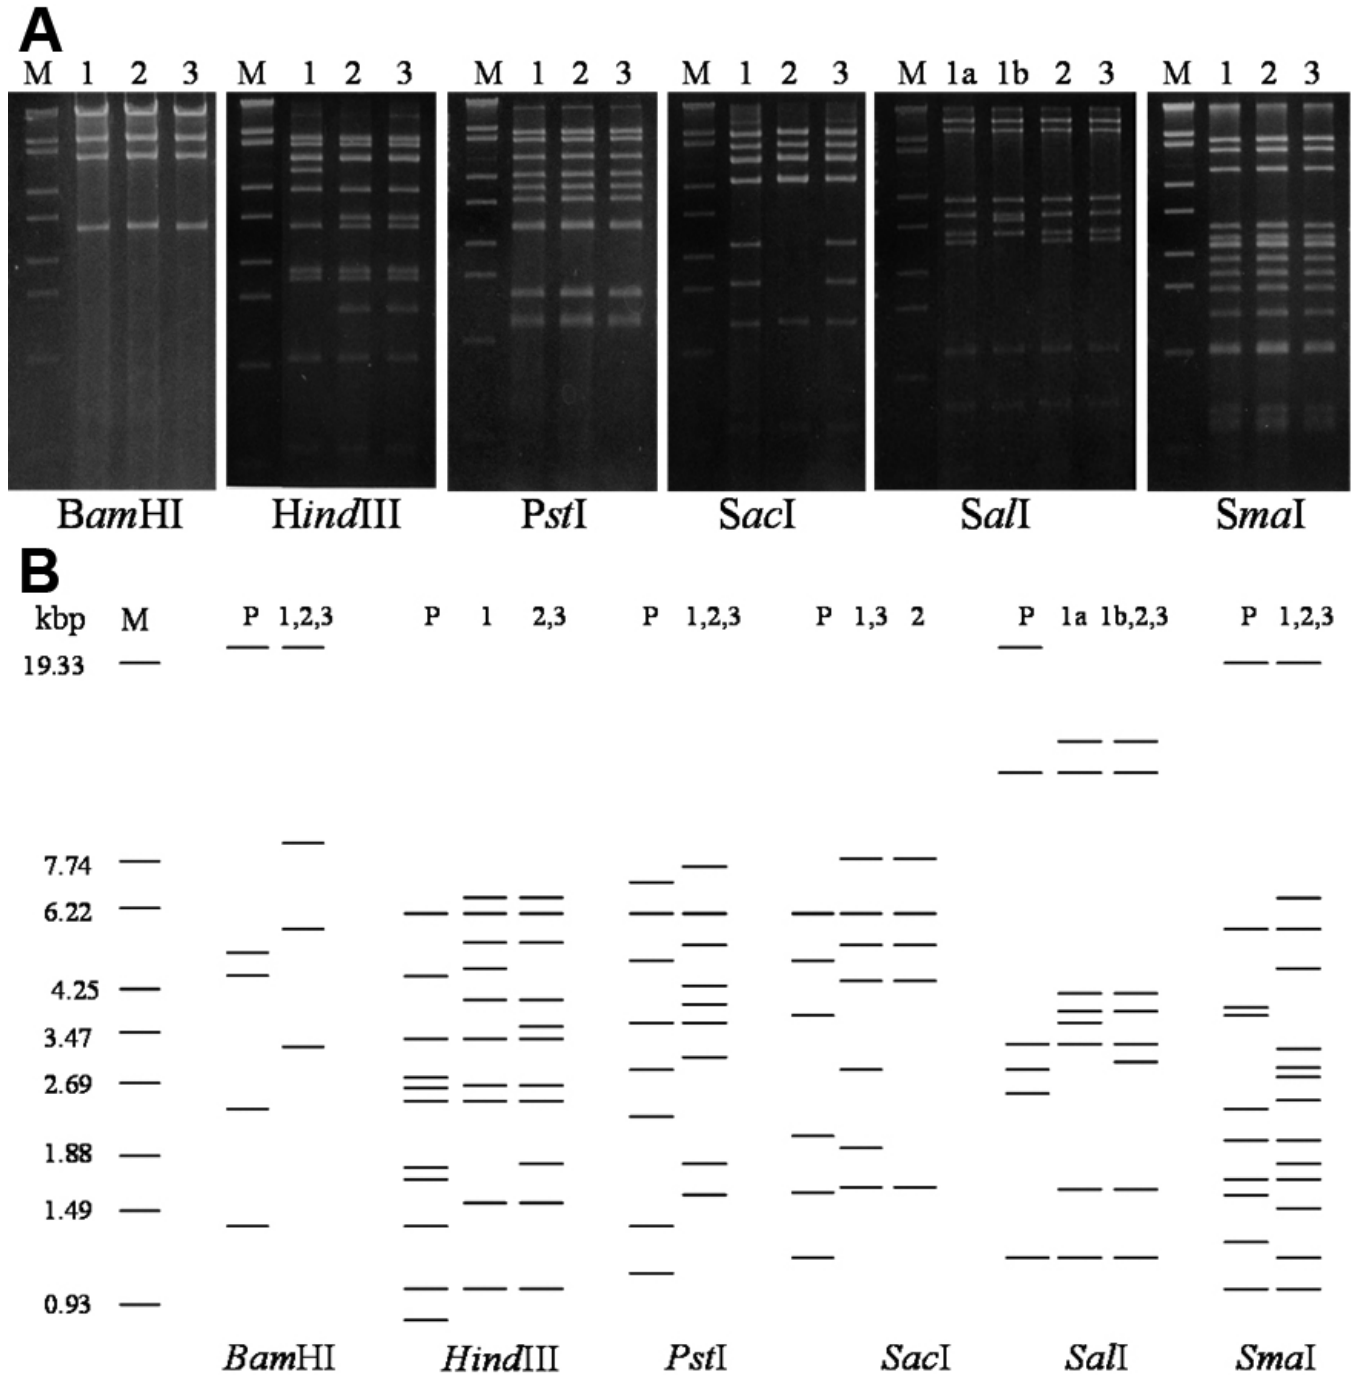 A
M 1 2 3 M 1 2 3 M 1 2 3 M 1 2 3 M 1a 1b 2 3 M 1 2 3
BamHI HindIII PstI SacI SalI SmaI
B
kbp M P 1,2,3 P 1 2,3 P 1,2,3 P 1,3 2 P 1a 1b,2,3 P 1,2,3
19.33
7.74
6.22
4.25
3.47
2.69
1.88
1.49
0.93
BamHI HindIII PstI SacI SalI SmaI